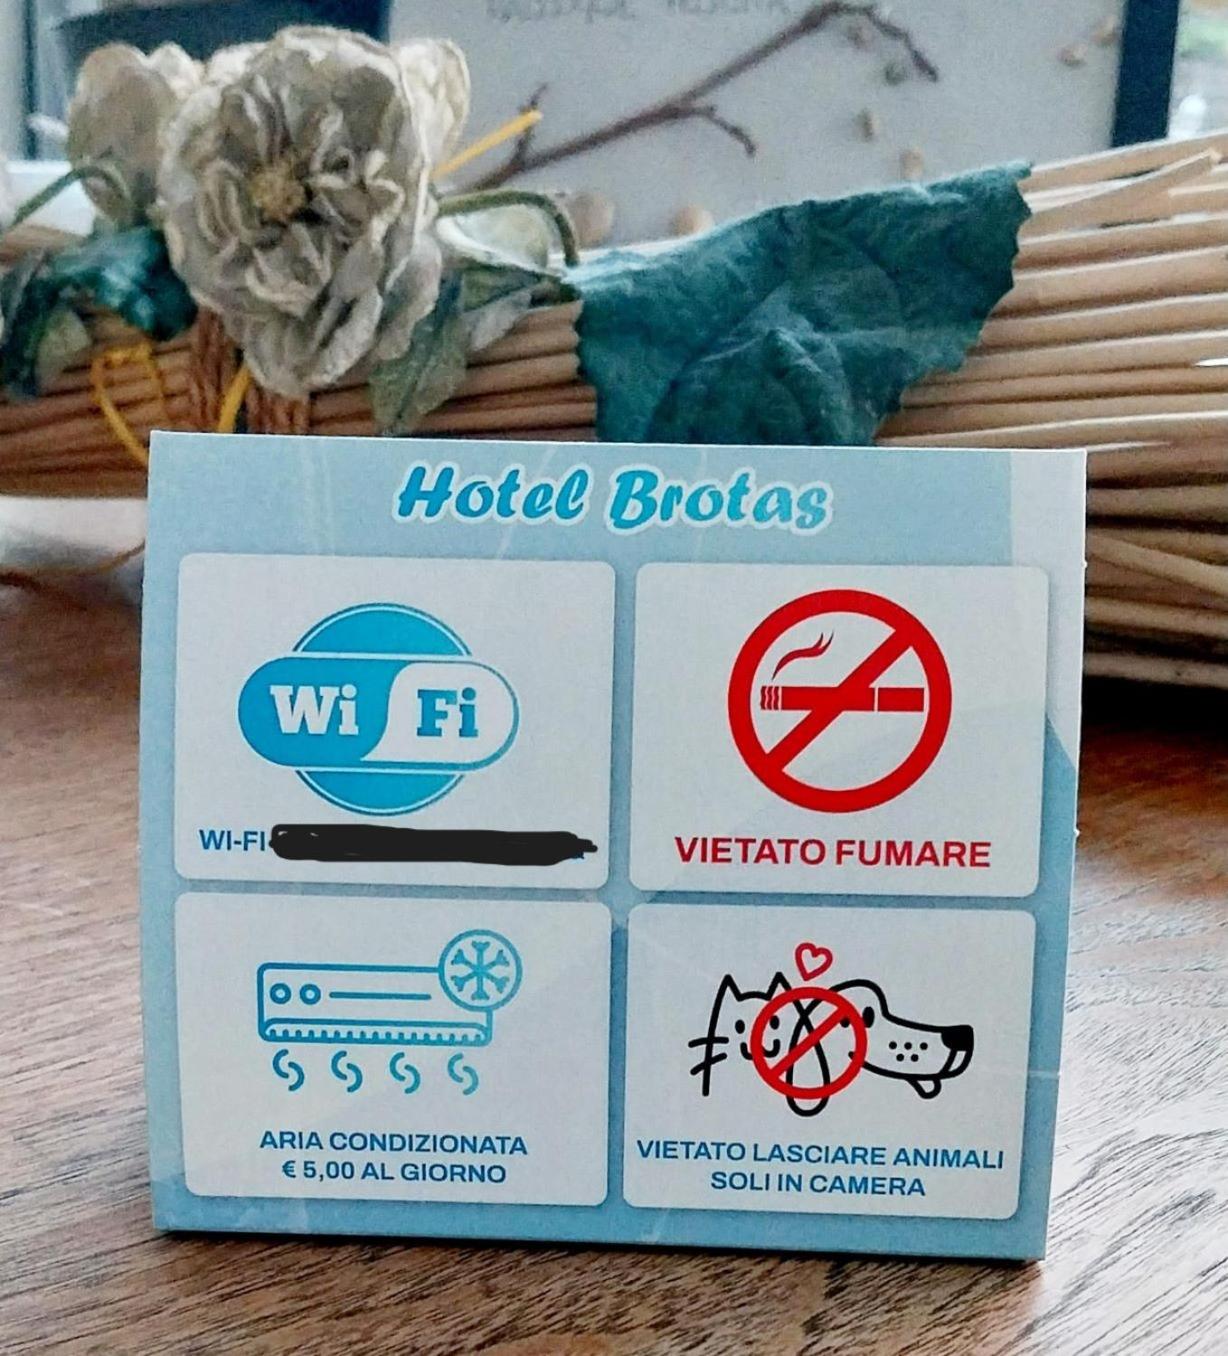 Hotel Brotas
Wi Fi
WI-FI
VIETATO FUMARE
ARIA CONDIZIONATA
€ 5,00 AL GIORNO
VIETATO LASCIARE ANIMALI
SOLI IN CAMERA